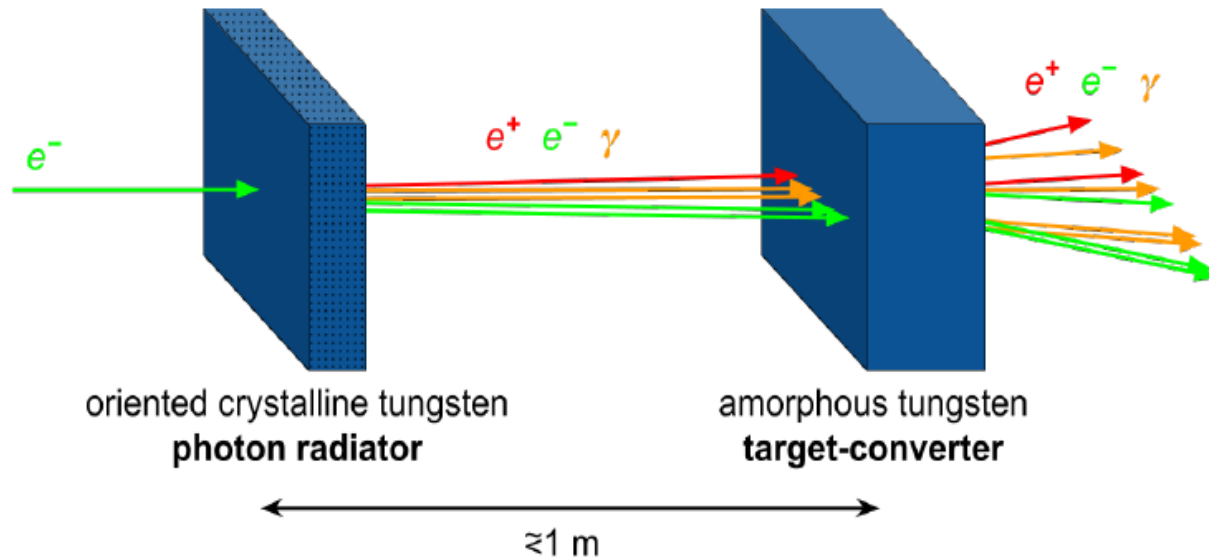 e⁻
e⁺ e⁻ γ
e⁺ e⁻ γ
oriented crystalline tungsten
photon radiator
amorphous tungsten
target-converter
≳1 m